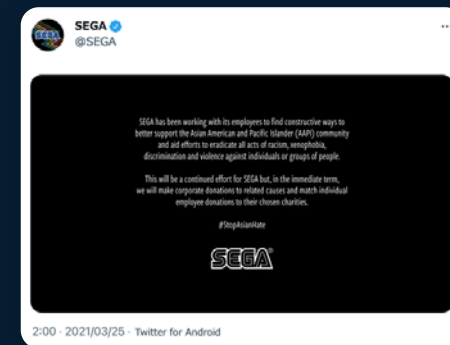 SEGA
@SEGA
SEGA
SEGA has been working with its employees to find constructive ways to
better support the Asian American and Pacific Islander (AAPI) community
and aid efforts to eradicate all acts of racism, xenophobia,
discrimination and violence against individuals or groups of people.
This will be a continued effort for SEGA but, in the immediate term,
we will make corporate donations to related causes and match individual
employee donations to their chosen charities.
#StopAsianHate
SEGA®
2:00 · 2021/03/25 · Twitter for Android